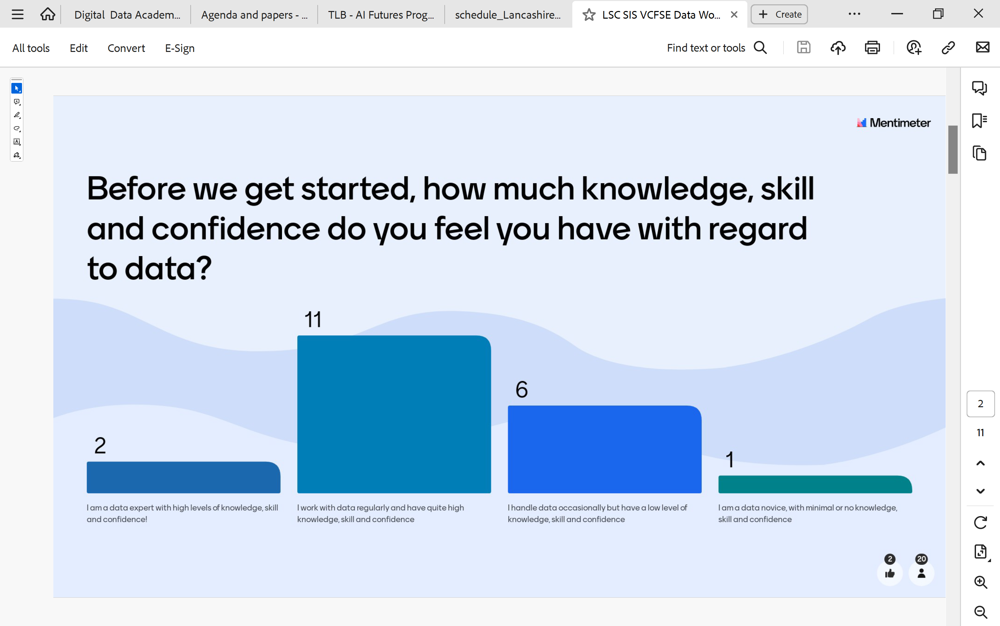 Digital  Data Academ...
Agenda and papers - ...
TLB - AI Futures Prog...
schedule_Lancashire...
LSC SIS VCFSE Data Wo...
Create
All tools
Edit
Convert
E-Sign
Find text or tools
Mentimeter
Before we get started, how much knowledge, skill
and confidence do you feel you have with regard
to data?
2
11
6
1
I am a data expert with high levels of knowledge, skill
and confidence!
I work with data regularly and have quite high
knowledge, skill and confidence
I handle data occasionally but have a low level of
knowledge, skill and confidence
I am a data novice, with minimal or no knowledge,
skill and confidence
2
20
2
11